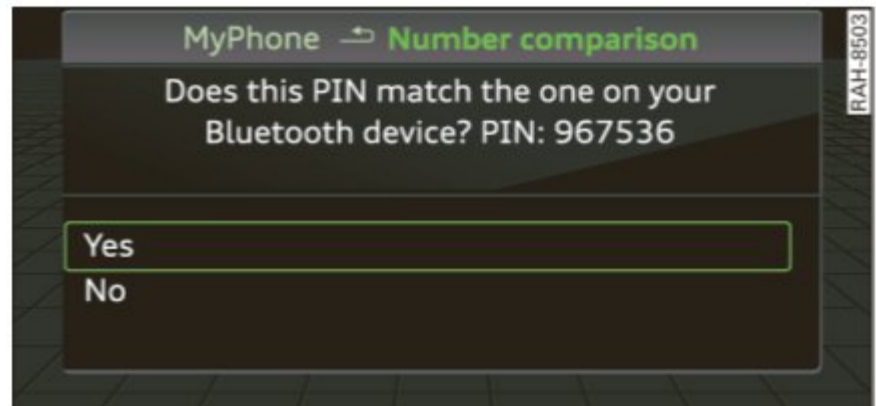 MyPhone Number comparison
Does this PIN match the one on your
Bluetooth device? PIN: 967536
Yes
No
RAH-8503